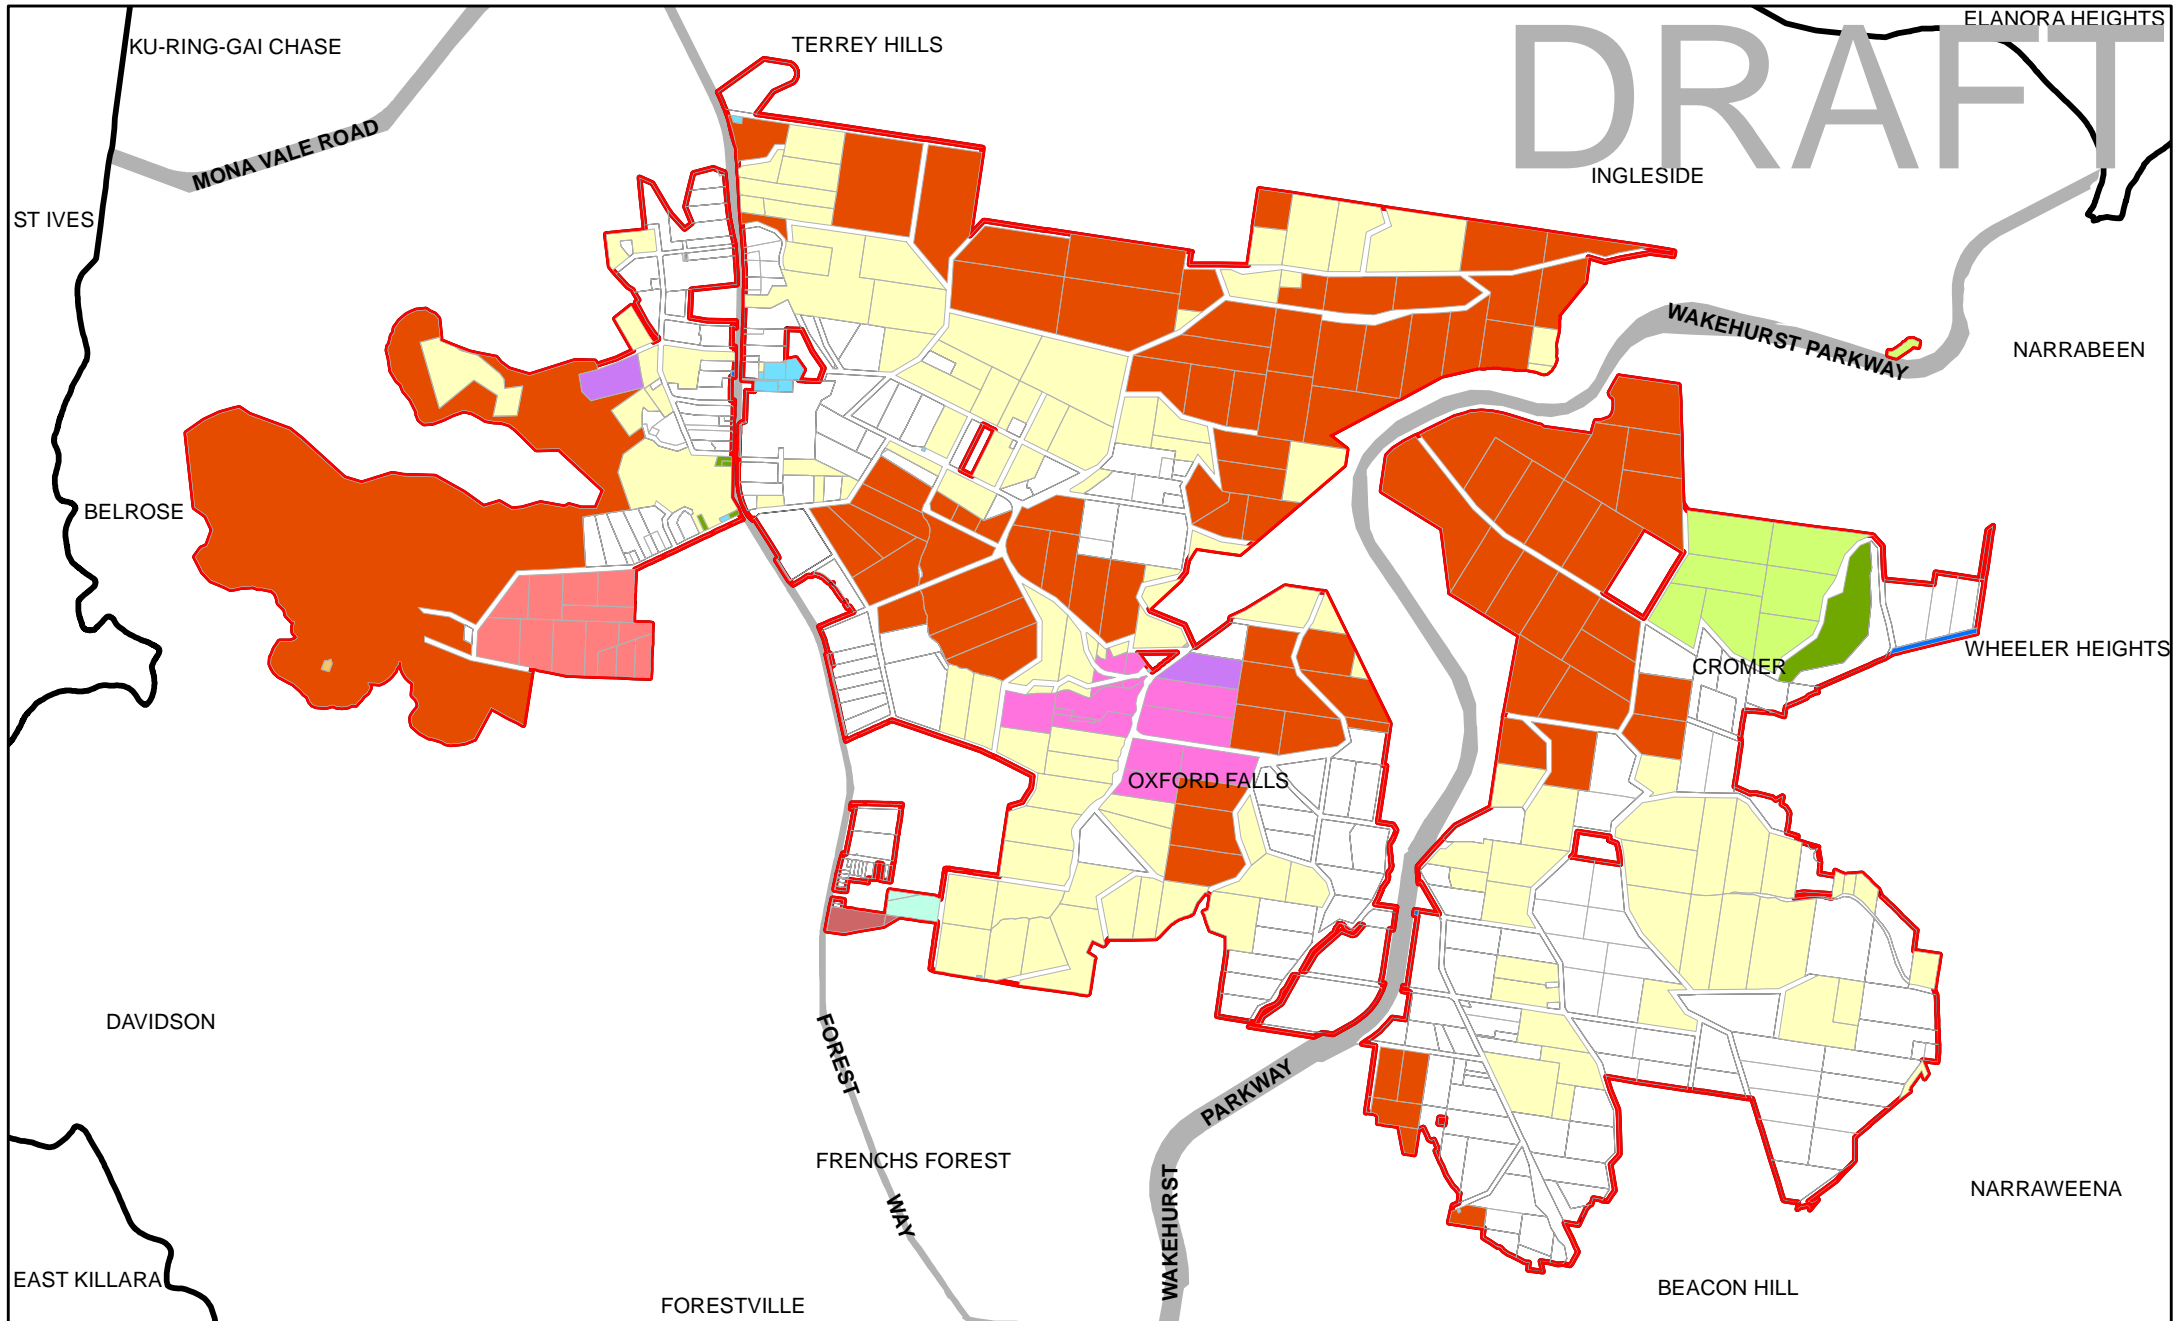 ELANORA HEIGHTS
DRAFT
KU-RING-GAI CHASE
TERREY HILLS
MONA VALE ROAD
INGLESIDE
ST IVES
WAKEHURST PARKWAY
NARRABEEN
BELROSE
WHEELER HEIGHTS
CROMER
OXFORD FALLS
DAVIDSON
FOREST
PARKWAY
FRENCHS FOREST
NARRAWEENA
WAY
WAKEHURST
EAST KILLARA
BEACON HILL
FORESTVILLE